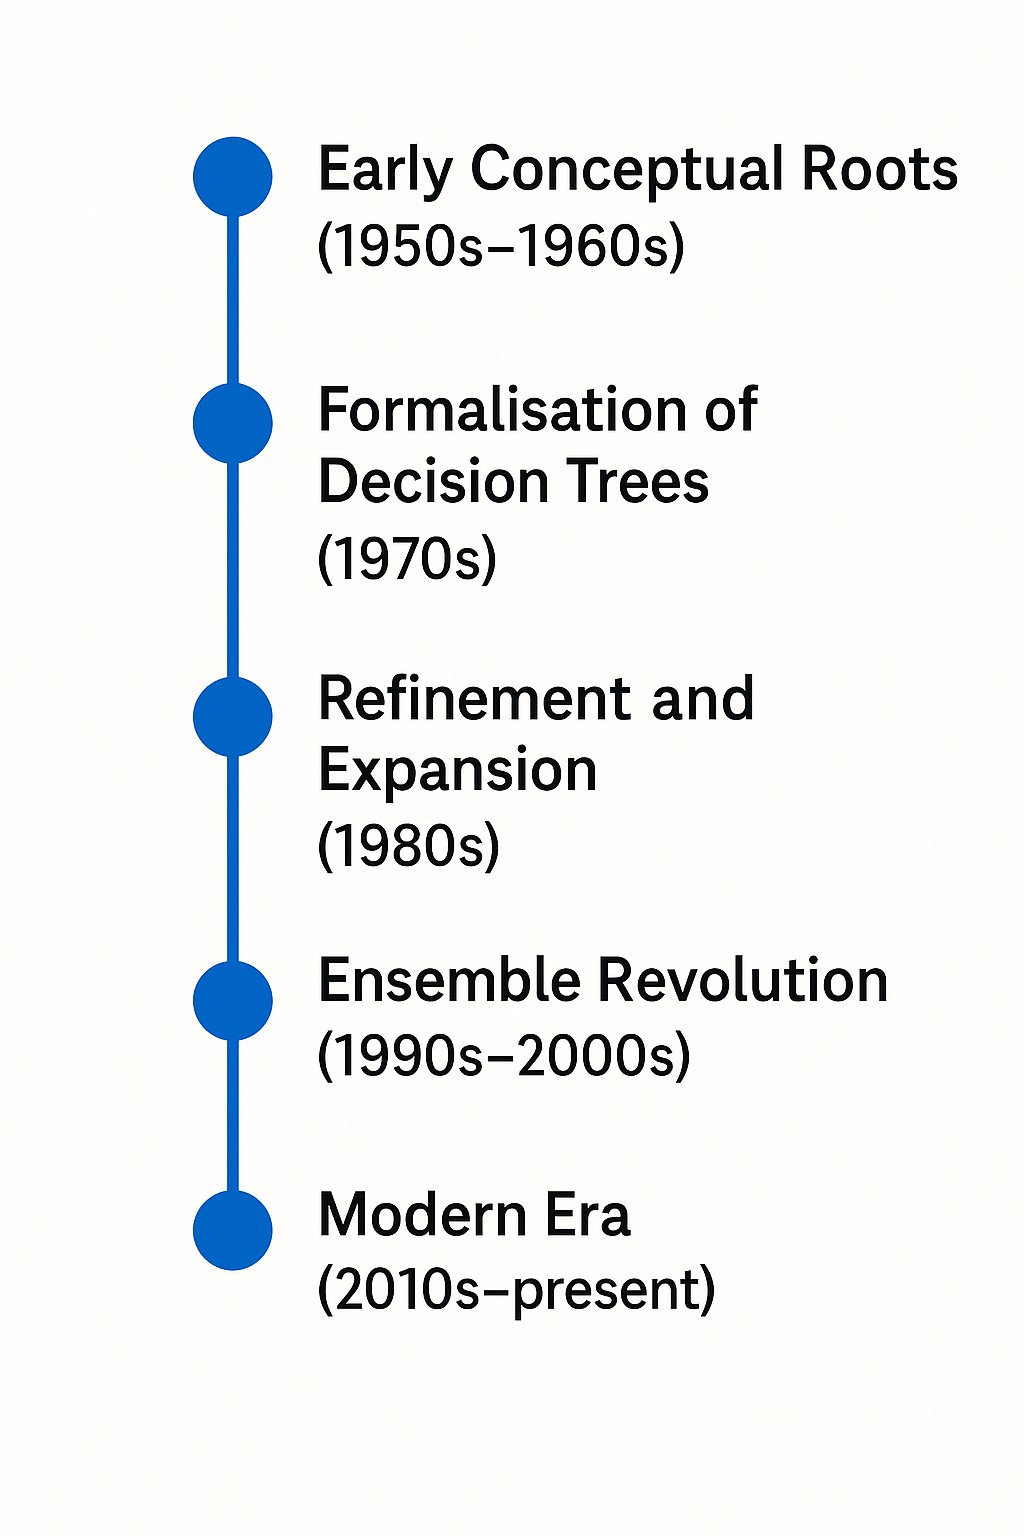 Early Conceptual Roots
(1950s–1960s)
Formalisation of
Decision Trees
(1970s)
Refinement and
Expansion
(1980s)
Ensemble Revolution
(1990s–2000s)
Modern Era
(2010s–present)